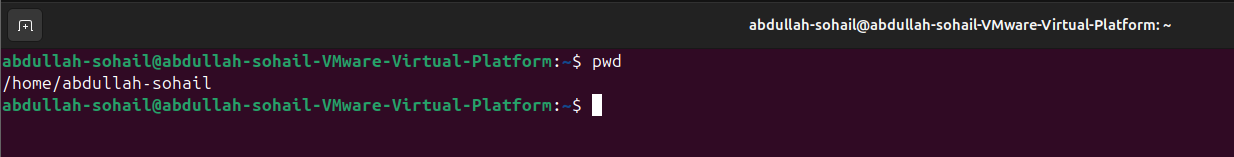 abdullah-sohail@abdullah-sohail-VMware-Virtual-Platform: ~
abdullah-sohail@abdullah-sohail-VMware-Virtual-Platform:~$ pwd
/home/abdullah-sohail
abdullah-sohail@abdullah-sohail-VMware-Virtual-Platform:~$